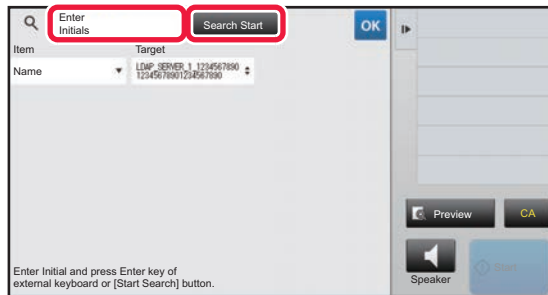 Enter
Initials
Search Start
OK
Item
Target
Name
LDAP_SERVER_1_1234567890
12345678901234567890
Preview
CA
Enter Initial and press Enter key of
external keyboard or [Start Search] button.
Speaker
Start